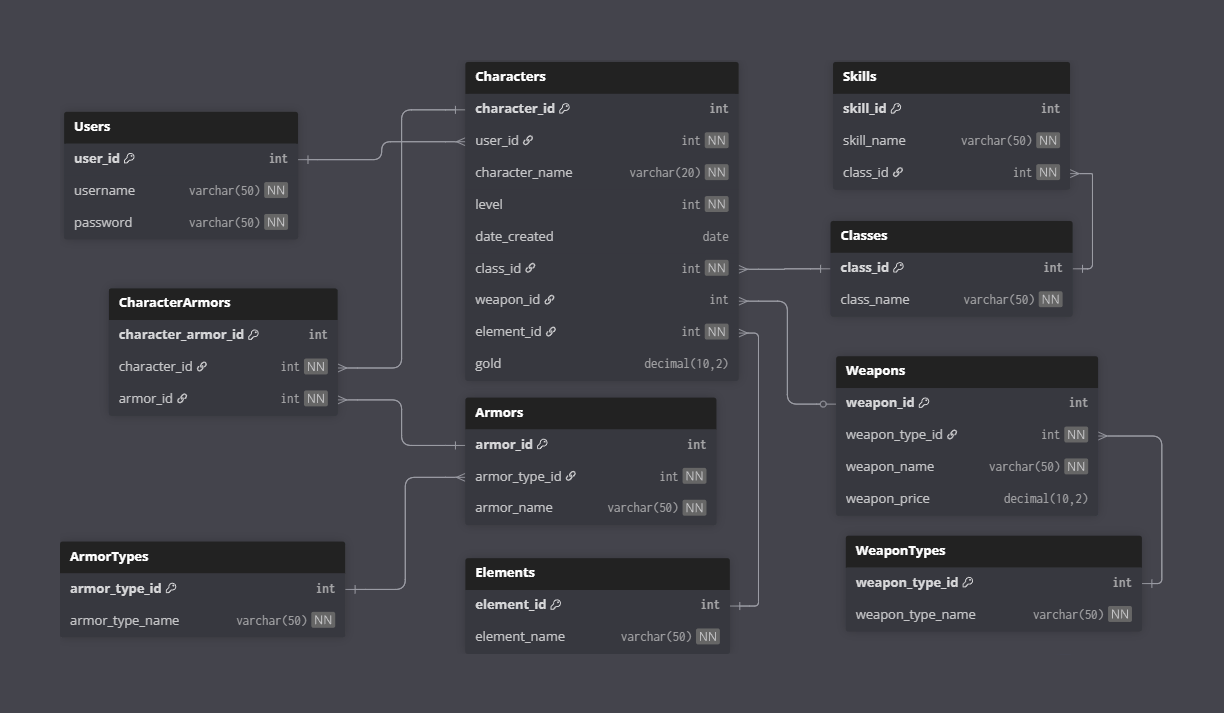 Users
user_id int
username varchar(50) NN
password varchar(50) NN
CharacterArmors
character_armor_id int
character_id int NN
armor_id int NN
ArmorTypes
armor_type_id int
armor_type_name varchar(50) NN
Characters
character_id int
user_id int NN
character_name varchar(20) NN
level int NN
date_created date
class_id int NN
weapon_id int
element_id int NN
gold decimal(10,2)
Armors
armor_id int
armor_type_id int NN
armor_name varchar(50) NN
Elements
element_id int
element_name varchar(50) NN
Skills
skill_id int
skill_name varchar(50) NN
class_id int NN
Classes
class_id int
class_name varchar(50) NN
Weapons
weapon_id int
weapon_type_id int NN
weapon_name varchar(50) NN
weapon_price decimal(10,2)
WeaponTypes
weapon_type_id int
weapon_type_name varchar(50) NN